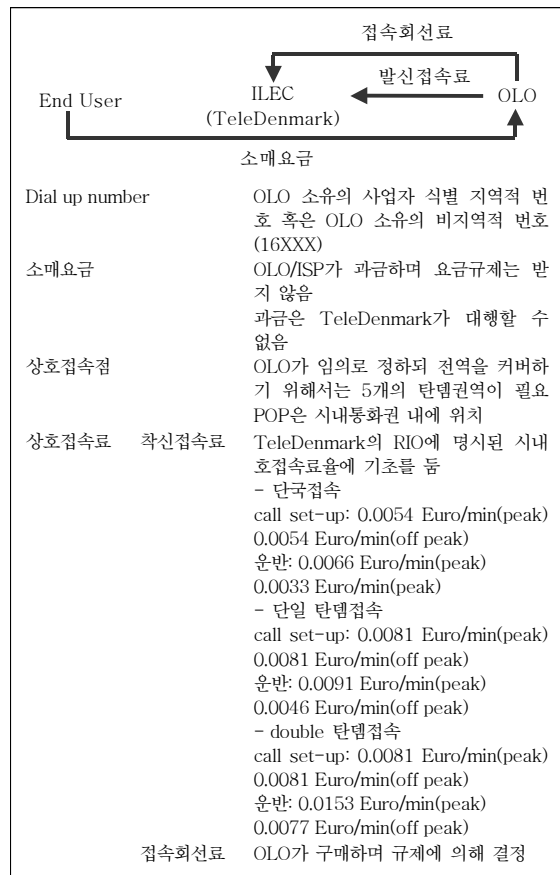 접속회선료
발신접속료
End User
ILEC
(TeleDenmark)
OLO
소매요금
Dial up number
OLO 소유의 사업자 식별 지역적 번
호 혹은 OLO 소유의 비지역적 번호
(16XXX)
소매요금
OLO/ISP가 과금하며 요금규제는 받
지 않음
과금은 TeleDenmark가 대행할 수
없음
상호접속점
OLO가 임의로 정하되 전역을 커버하
기 위해서는 5개의 탄뎀권역이 필요
POP은 시내통화권 내에 위치
상호접속료 착신접속료
TeleDenmark의 RIO에 명시된 시내
호접속료율에 기초를 둠
- 단국접속
call set-up: 0.0054 Euro/min(peak)
0.0054 Euro/min(off peak)
운반: 0.0066 Euro/min(peak)
0.0033 Euro/min(peak)
- 단일 탄뎀접속
call set-up: 0.0081 Euro/min(peak)
0.0081 Euro/min(off peak)
운반: 0.0091 Euro/min(peak)
0.0046 Euro/min(off peak)
- double 탄뎀접속
call set-up: 0.0081 Euro/min(peak)
0.0081 Euro/min(off peak)
운반: 0.0153 Euro/min(peak)
0.0077 Euro/min(off peak)
접속회선료 OLO가 구매하며 규제에 의해 결정